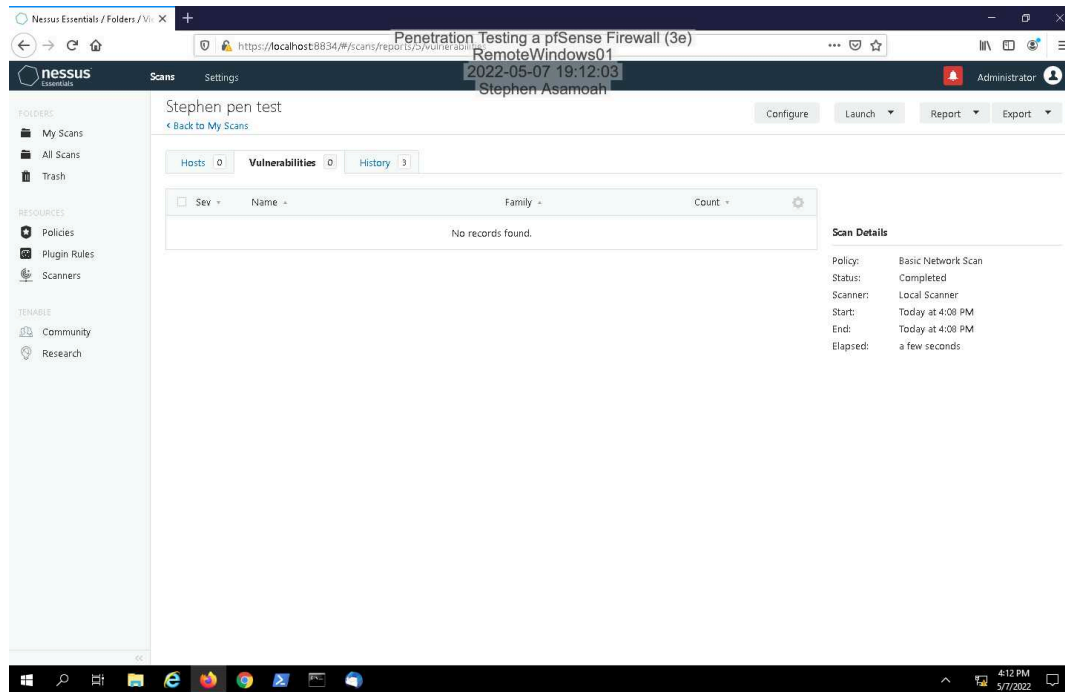 Nessus Essentials / Folders / Vi
https://localhost:8834/#/scans/reports/5/vulnerabilities
Penetration Testing a pfSense Firewall (3e)
RemoteWindows01
2022-05-07 19:12:03
Stephen Asamoah
nessus
Essentials
Scans Settings
Administrator
FOLDERS
My Scans
All Scans
Trash
RESOURCES
Policies
Plugin Rules
Scanners
TENABLE
Community
Research
Stephen pen test
< Back to My Scans
Configure Launch Report Export
Hosts 0 Vulnerabilities 0 History 3
Sev Name Family Count
No records found.
Scan Details
Policy: Basic Network Scan
Status: Completed
Scanner: Local Scanner
Start: Today at 4:08 PM
End: Today at 4:08 PM
Elapsed: a few seconds
4:12 PM
5/7/2022